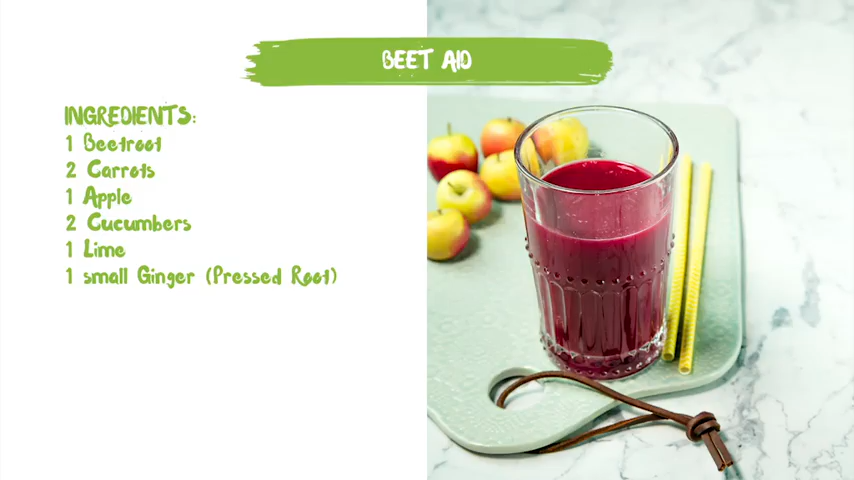 BEET AID
INGREDIENTS:
1 Beetroot
2 Carrots
1 Apple
2 Cucumbers
1 Lime
1 small Ginger (Pressed Root)